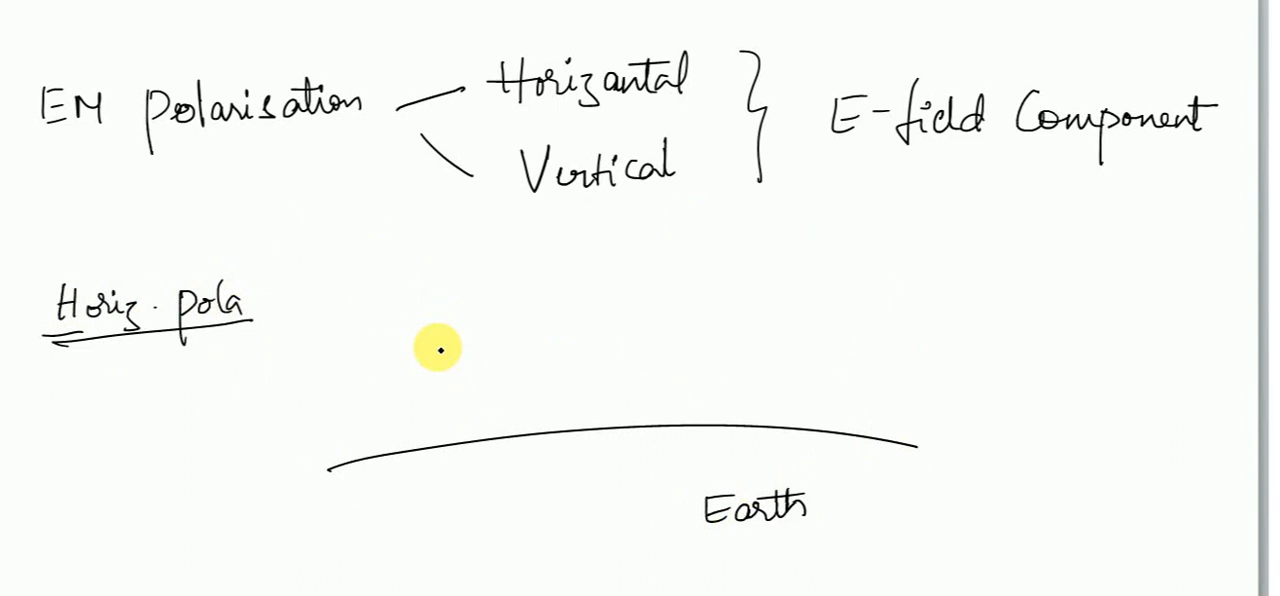 EM Polarisation Horizantal E-field Component
Vertical
Horiz. pola
Earth